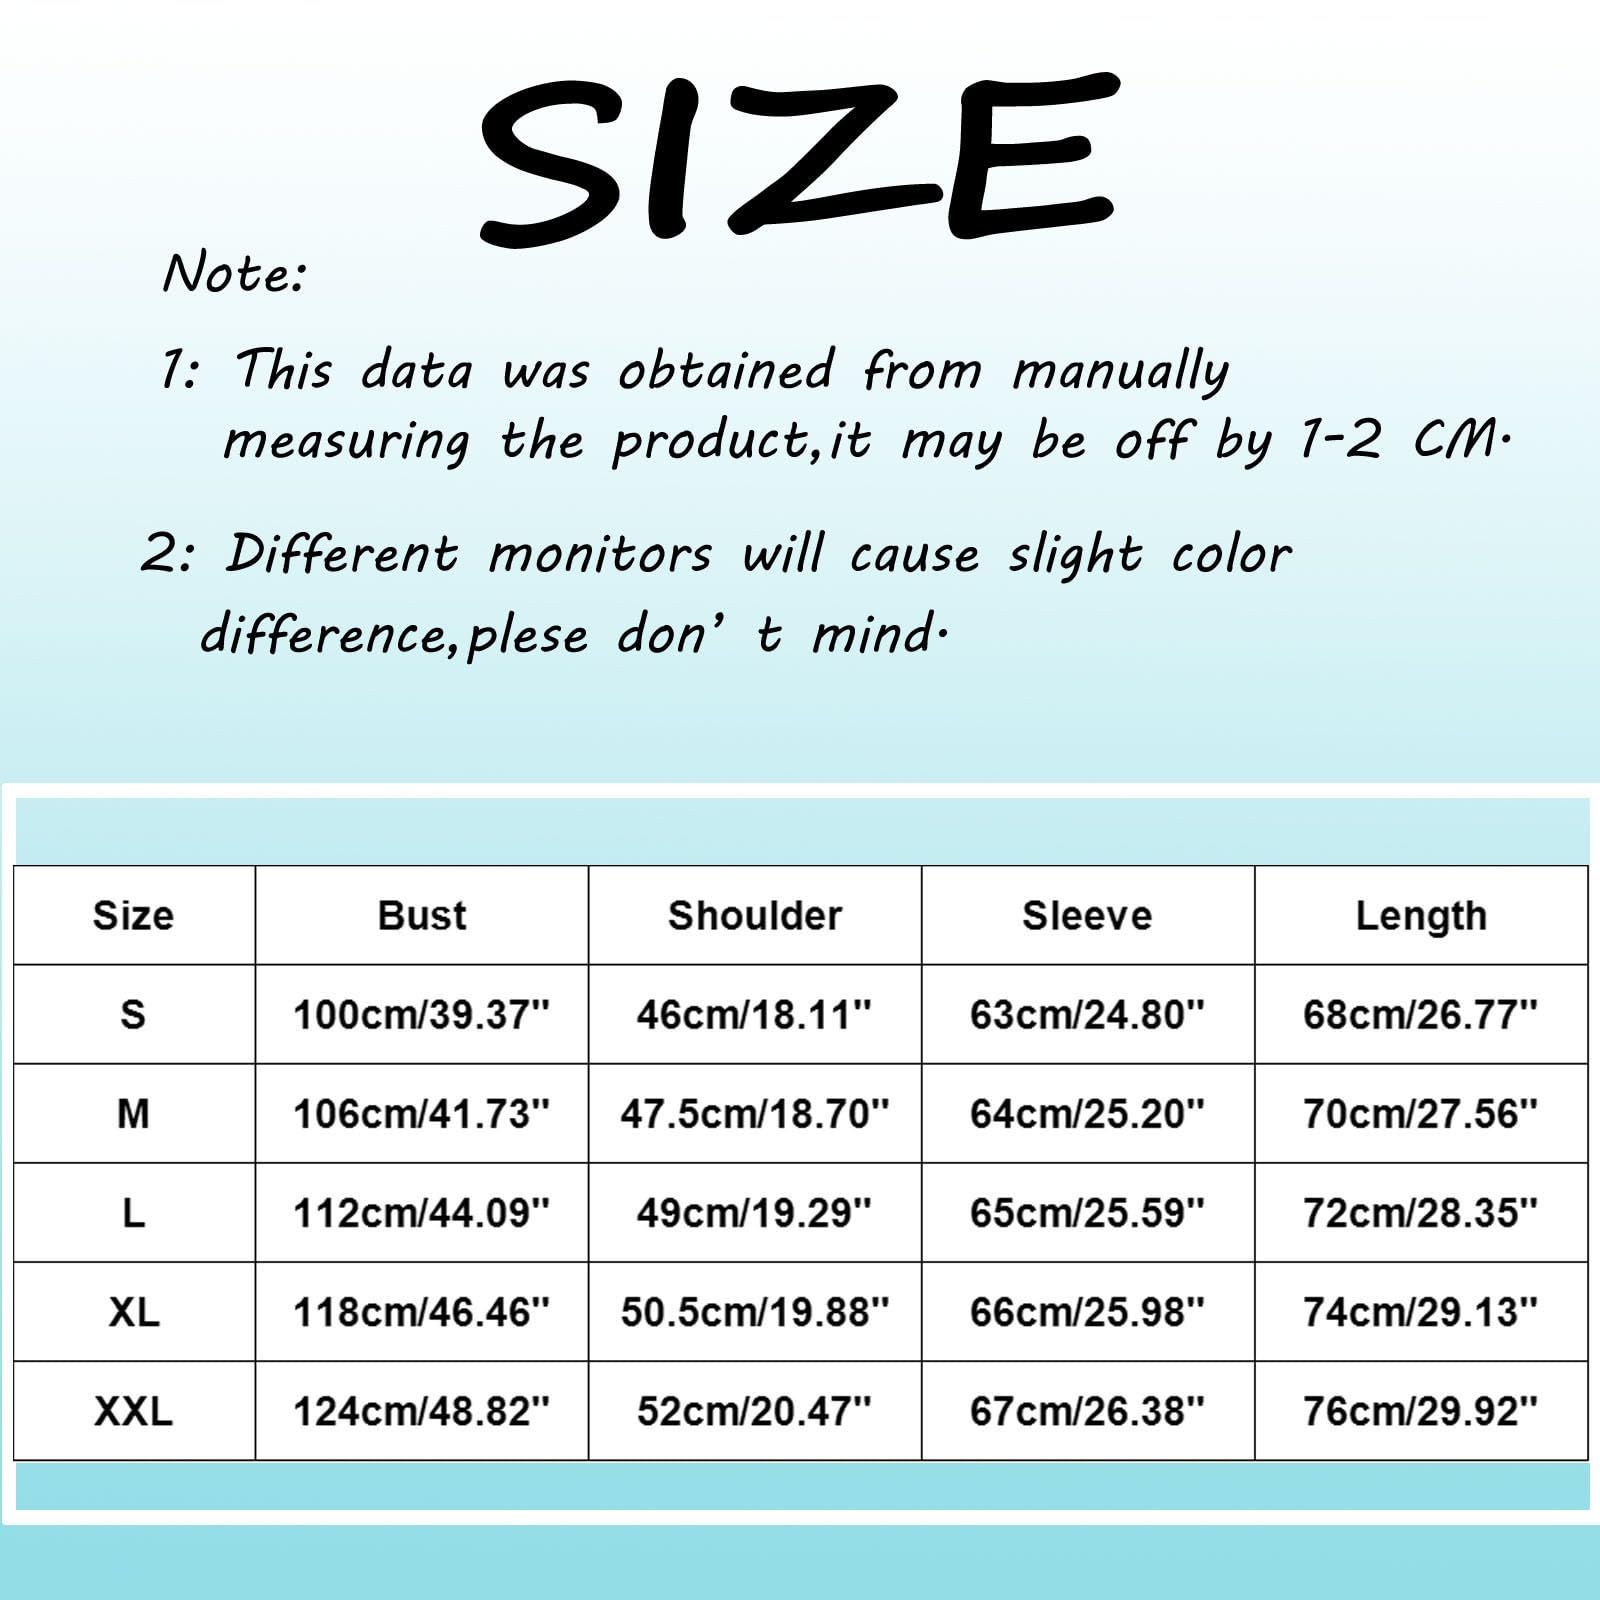 SIZE
Note:
1: This data was obtained from manually
measuring the product,it may be off by 1-2 CM.
2: Different monitors will cause slight color
difference,plese don’ t mind.
Size Bust Shoulder Sleeve Length
S 100cm/39.37" 46cm/18.11" 63cm/24.80" 68cm/26.77"
M 106cm/41.73" 47.5cm/18.70" 64cm/25.20" 70cm/27.56"
L 112cm/44.09" 49cm/19.29" 65cm/25.59" 72cm/28.35"
XL 118cm/46.46" 50.5cm/19.88" 66cm/25.98" 74cm/29.13"
XXL 124cm/48.82" 52cm/20.47" 67cm/26.38" 76cm/29.92"